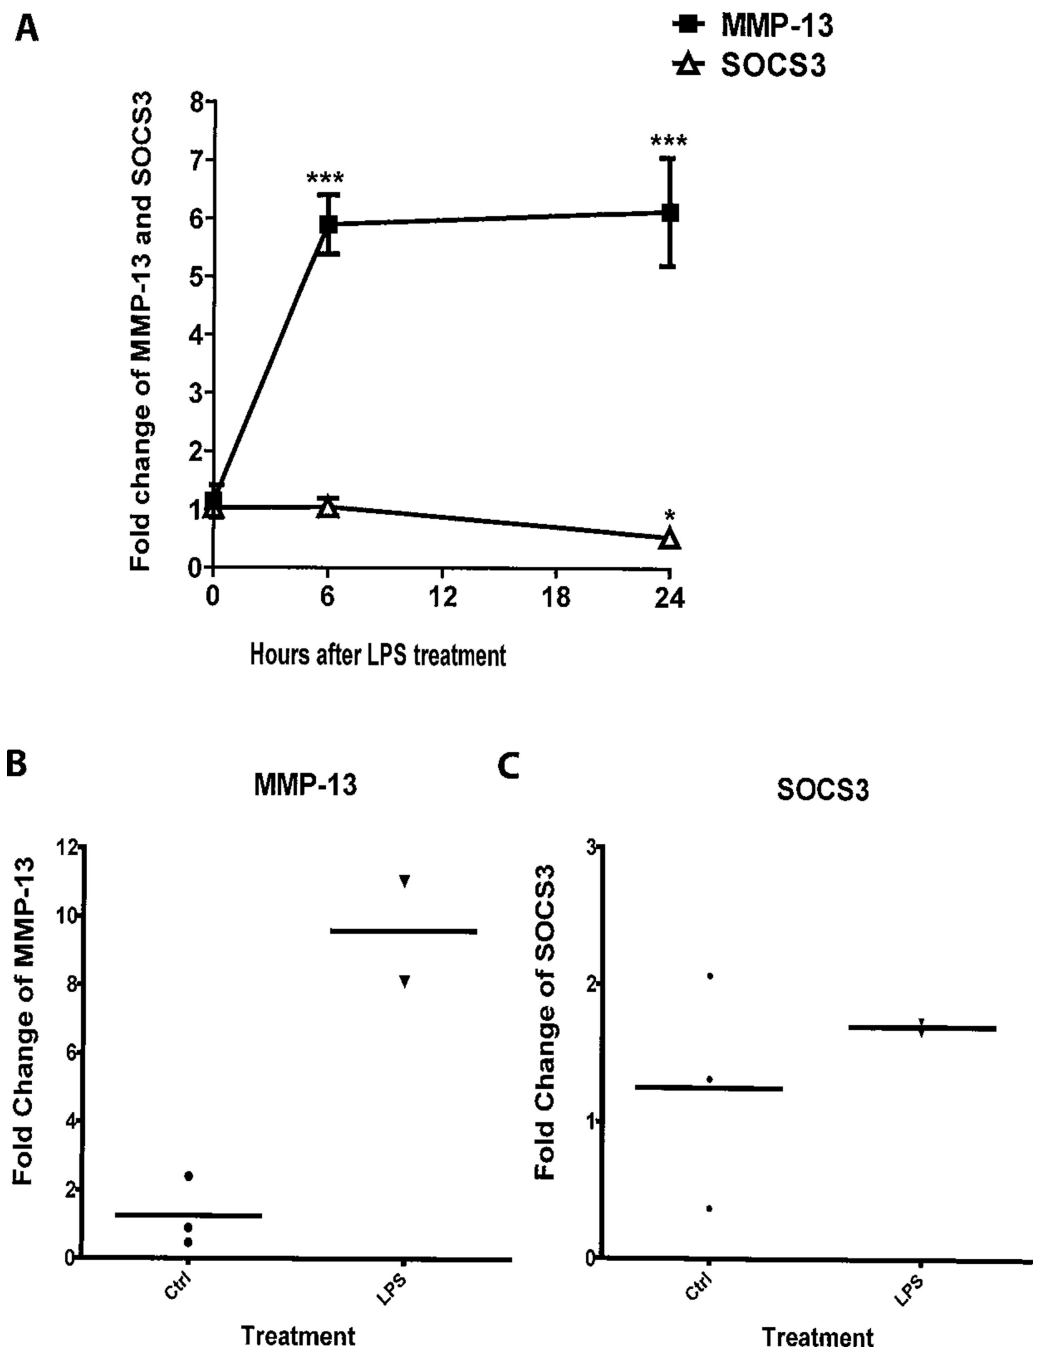 A
MMP-13
SOCS3
Fold change of MMP-13 and SOCS3
8
7
6
5
4
3
2
1
0
***
***
*
0 6 12 18 24
Hours after LPS treatment
B
MMP-13
Fold Change of MMP-13
12
10
8
6
4
2
0
Ctrl
LPS
Treatment
C
SOCS3
Fold Change of SOCS3
3
2
1
0
Ctrl
LPS
Treatment